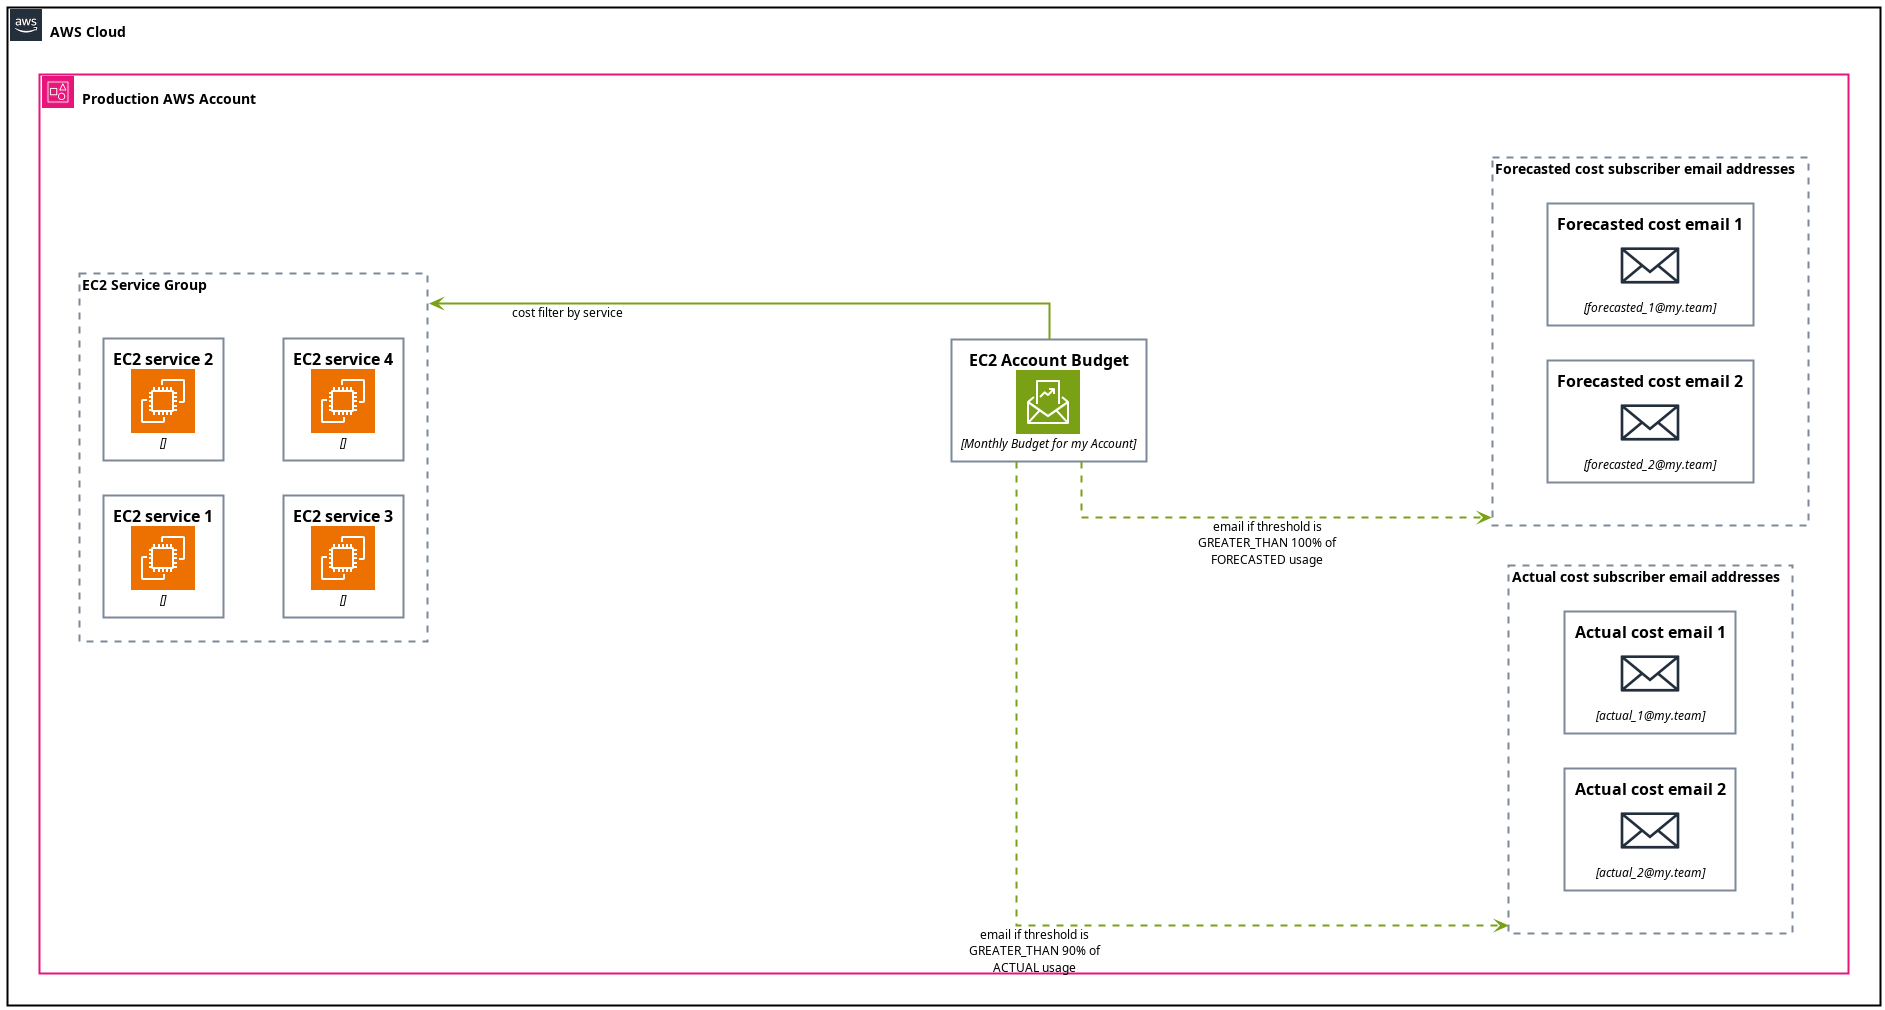 aws
AWS Cloud
Production AWS Account
EC2 Service Group
EC2 service 2
[]
EC2 service 4
[]
EC2 service 1
[]
EC2 service 3
[]
cost filter by service
EC2 Account Budget
[Monthly Budget for my Account]
email if threshold is
GREATER_THAN 100% of
FORECASTED usage
email if threshold is
GREATER_THAN 90% of
ACTUAL usage
Forecasted cost subscriber email addresses
Forecasted cost email 1
[forecasted_1@my.team]
Forecasted cost email 2
[forecasted_2@my.team]
Actual cost subscriber email addresses
Actual cost email 1
[actual_1@my.team]
Actual cost email 2
[actual_2@my.team]